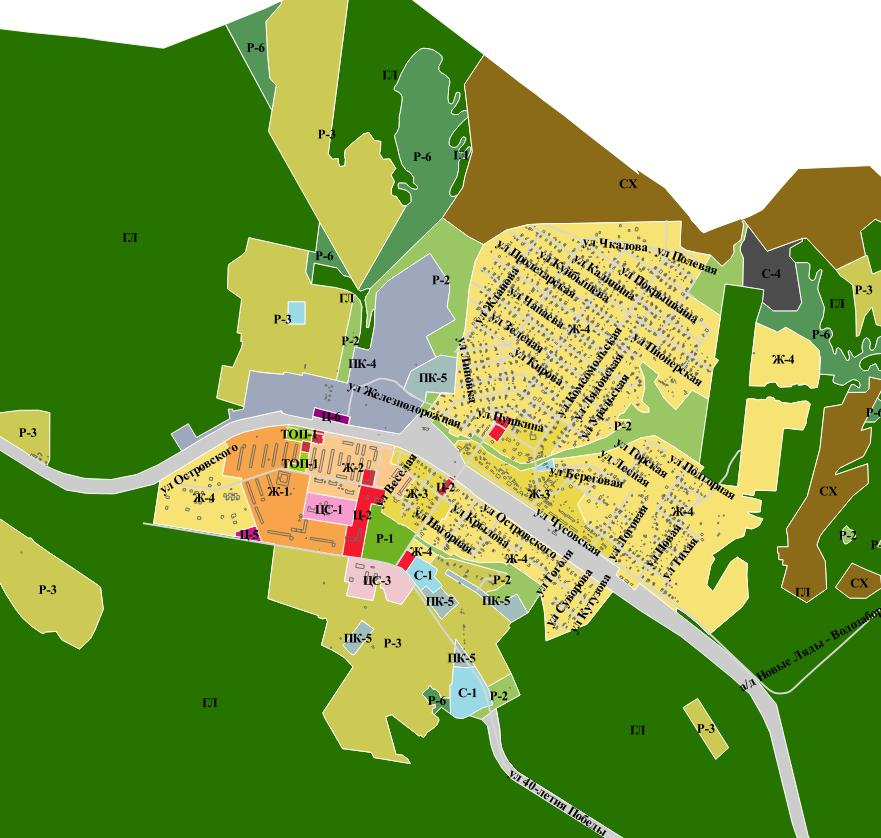 Р-6
ГЛ
Р-3
Р-6
ГЛ
СХ
ГЛ
ул Чкалова
ул Полевая
Р-6
ул Пролетарская
ул Куйбышева
ул Калинина
ул Покрышкина
С-4
Р-2
ГЛ
Р-3
ГЛ
Р-3
ул Чапаева
Ж-4
Р-6
Р-2
ул Зеленая
ул Пионерская
ПК-4
ул Кирова
ул Комсомольская
Ж-4
ПК-5
ул Уральская
ул Железнодорожная
Р-6
Ц-6
ул Пушкина
Р-2
Р-3
ТОП-1
ул Горская
ул Островского
ТОП-1
Ж-2
ул Веселая
ул Лесная
ул Подгорная
ул Береговая
Ж-4
Ж-1
Ж-3
Ц-2
Ж-3
СХ
ЦС-1
Ц-2
ул Нагорная
ул Крылова
ул Островского
ул Чусовская
Ж-4
Ц-5
Р-1
ул Новая
ул Тихая
Р-2
Ж-4
Ж-4
ул Гоголя
Р-3
ЦС-3
С-1
Р-2
ул Суворова
ул Кутузова
СХ
ГЛ
ПК-5
ПК-5
ПК-5
Р-3
а/д Новые Ляды - Водозабор
ПК-5
ГЛ
Р-6
С-1
Р-2
ГЛ
Р-3
ул 40-летия Победы